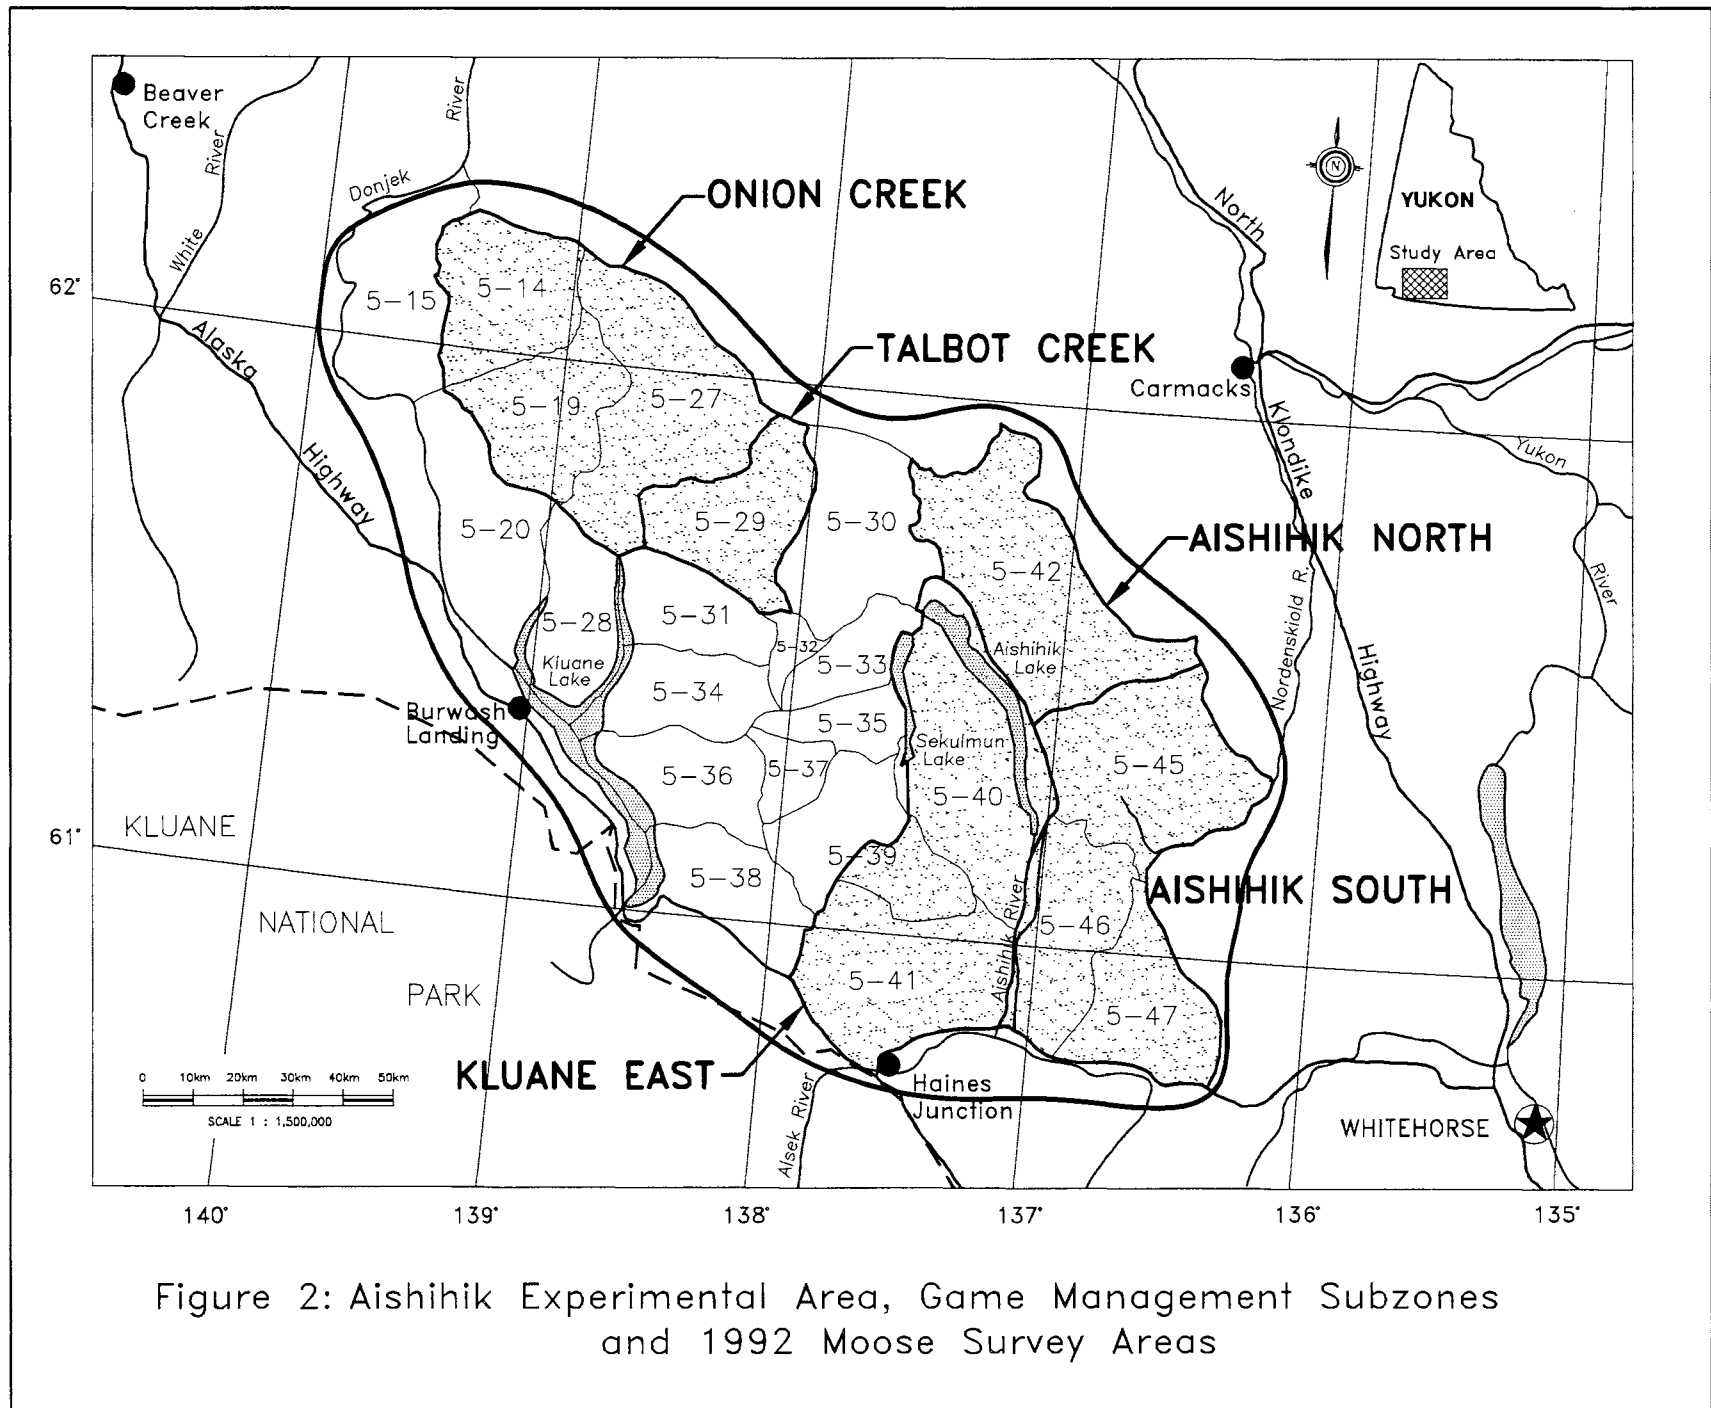 Beaver
Creek
River
White
River
Donjek
ONION CREEK
North
YUKON
Study Area
N
62°
5-15
5-14
Alaska
TALBOT CREEK
Carmacks
5-19
5-27
Klondike
Yukon
Highway
5-20
5-29
5-30
AISHIHIK NORTH
5-42
River
Nordenskiold R.
5-28
5-31
5-32
5-33
Aishihik
Lake
Kluane
Lake
5-34
Highway
Burwash
Landing
5-35
Sekulmun
Lake
5-36
5-37
5-40
5-45
61°
KLUANE
5-39
5-38
AISHIHIK SOUTH
NATIONAL
5-46
Aishihik River
5-41
PARK
5-47
KLUANE EAST
0 10km 20km 30km 40km 50km
SCALE 1 : 1,500,000
Haines
Junction
Alsek River
WHITEHORSE
140° 139° 138° 137° 136° 135°
Figure 2: Aishihik Experimental Area, Game Management Subzones
and 1992 Moose Survey Areas